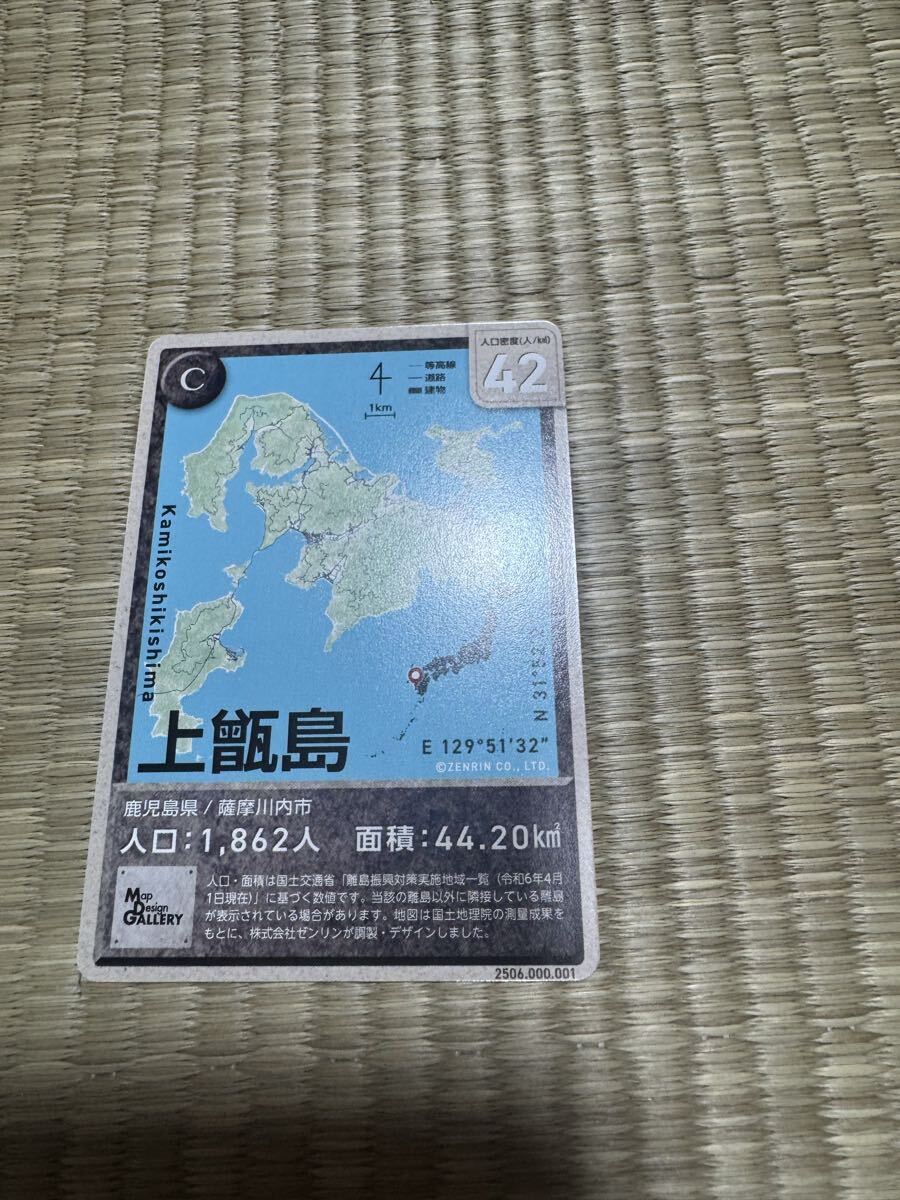 C
人口密度(人/km²)
42
等高線
道路
建物
1km
Kamikoshikishima
上甑島
E 129°51'32"
©ZENRIN CO., LTD.
鹿児島県 / 薩摩川内市
人口:1,862人 面積:44.20km²
Map
Design
GALLERY
人口・面積は国土交通省「離島振興対策実施地域一覧(令和6年4月
1日現在)」に基づく数値です。当該の離島以外に隣接している離島
が表示されている場合があります。地図は国土地理院の測量成果を
もとに、株式会社ゼンリンが調製・デザインしました。
2506.000.001